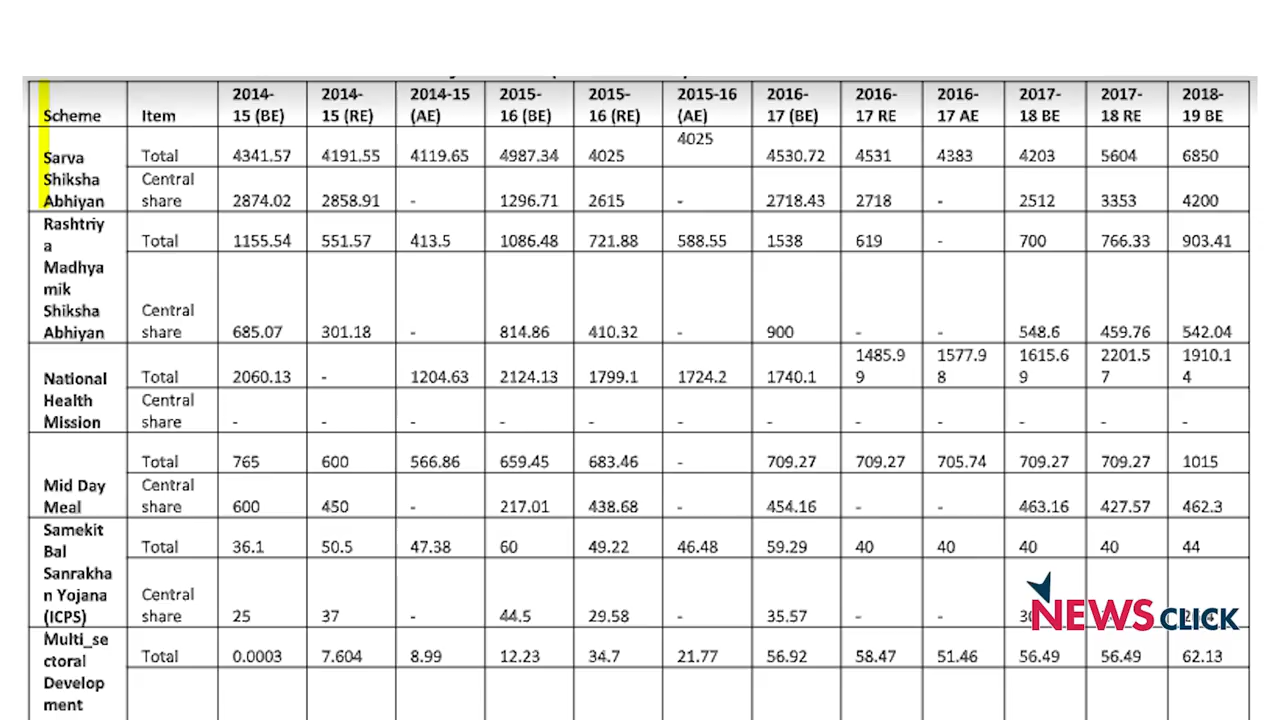 Scheme Item 2014-15 (BE) 2014-15 (RE) 2014-15 (AE) 2015-16 (BE) 2015-16 (RE) 2015-16 (AE) 2016-17 (BE) 2016-17 RE 2016-17 AE 2017-18 BE 2017-18 RE 2018-19 BE
Sarva Shiksha Abhiyan Total 4341.57 4191.55 4119.65 4987.34 4025 4025 4530.72 4531 4383 4203 5604 6850
Central share 2874.02 2858.91 - 1296.71 2615 - 2718.43 2718 - 2512 3353 4200
Rashtriya Madhyamik Shiksha Abhiyan Total 1155.54 551.57 413.5 1086.48 721.88 588.55 1538 619 - 700 766.33 903.41
Central share 685.07 301.18 - 814.86 410.32 - 900 - - 548.6 459.76 542.04
National Health Mission Total 2060.13 - 1204.63 2124.13 1799.1 1724.2 1740.1 1485.99 1577.98 1615.69 2201.57 1910.14
Central share - - - - - - - - - - - -
Mid Day Meal Total 765 600 566.86 659.45 683.46 - 709.27 709.27 705.74 709.27 709.27 1015
Central share 600 450 - 217.01 438.68 - 454.16 - - 463.16 427.57 462.3
Samekit Bal Sanrakhan Yojana (ICPS) Total 36.1 50.5 47.38 60 49.22 46.48 59.29 40 40 40 40 44
Central share 25 37 - 44.5 29.58 - 35.57 - -
Multi_sectoral Development Total 0.0003 7.604 8.99 12.23 34.7 21.77 56.92 58.47 51.46 56.49 56.49 62.13
NEWSCLICK